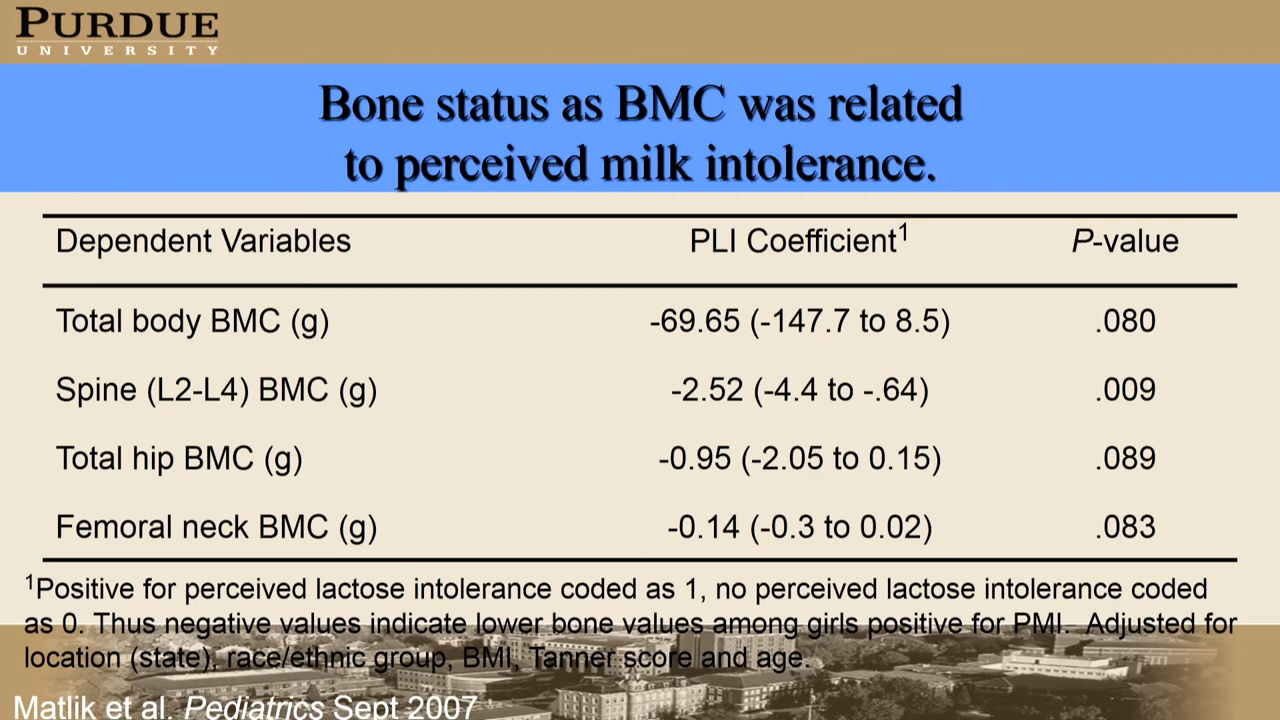 PURDUE
UNIVERSITY
Bone status as BMC was related
to perceived milk intolerance.
Dependent Variables PLI Coefficient¹ P-value
Total body BMC (g) -69.65 (-147.7 to 8.5) .080
Spine (L2-L4) BMC (g) -2.52 (-4.4 to -.64) .009
Total hip BMC (g) -0.95 (-2.05 to 0.15) .089
Femoral neck BMC (g) -0.14 (-0.3 to 0.02) .083
¹Positive for perceived lactose intolerance coded as 1, no perceived lactose intolerance coded
as 0. Thus negative values indicate lower bone values among girls positive for PMI. Adjusted for
location (state), race/ethnic group, BMI, Tanner score and age.
Matlik et al. Pediatrics Sept 2007